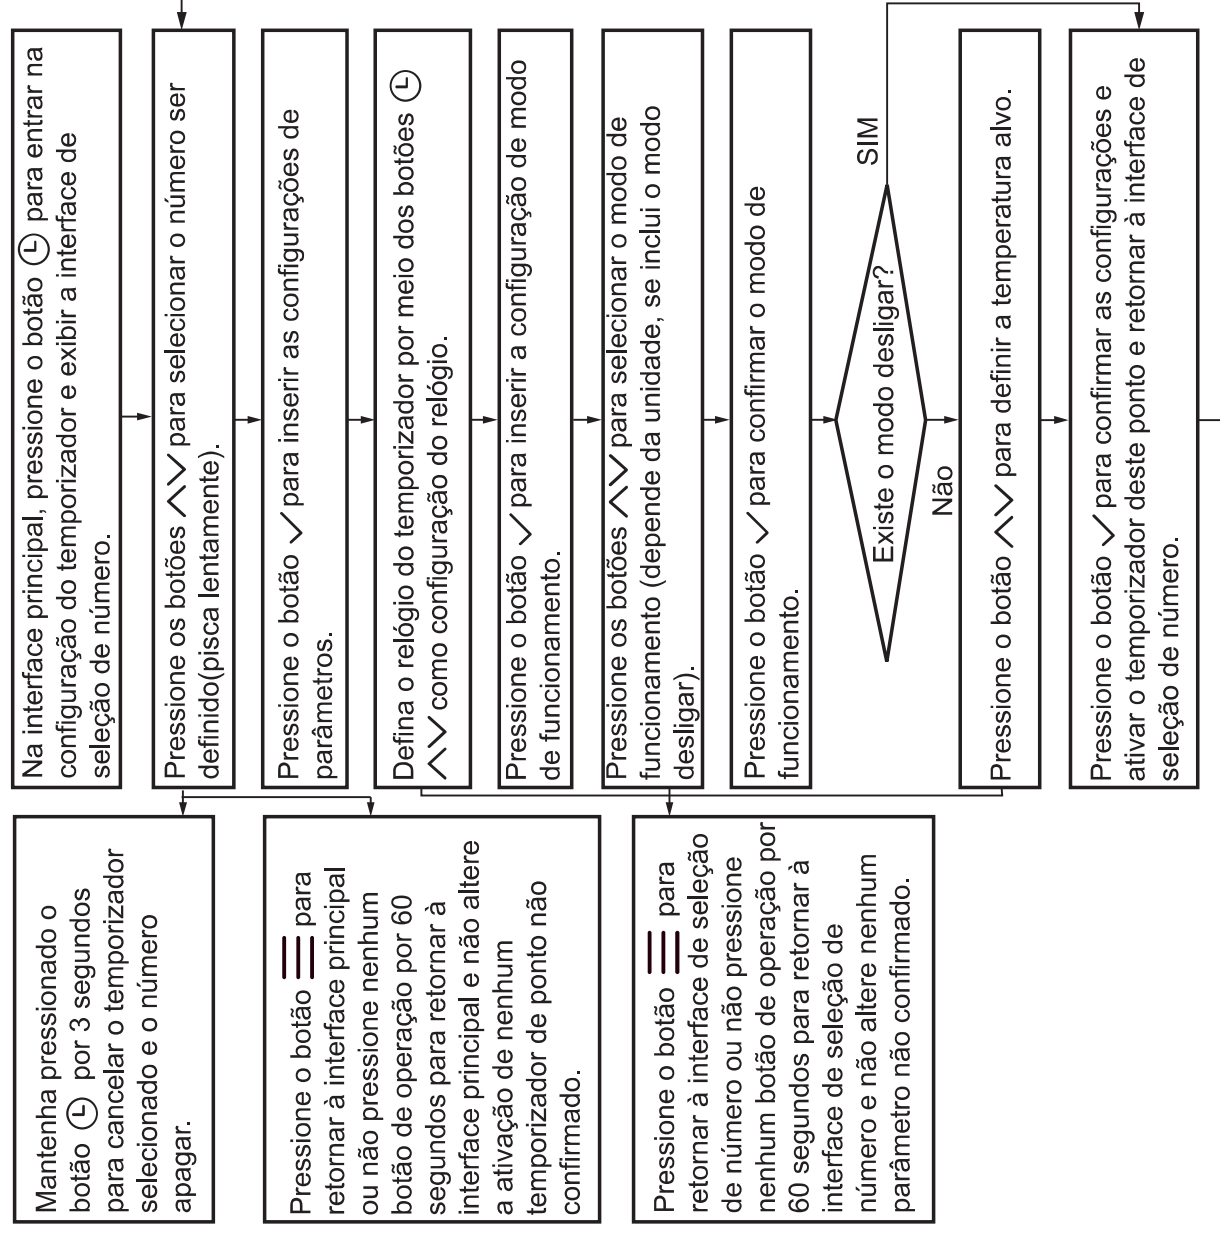 Na interface principal, pressione o botão para entrar na
configuração do temporizador e exibir a interface de
seleção de número.
Pressione os botões para selecionar o número ser
definido(pisca lentamente).
Pressione o botão para inserir as configurações de
parâmetros.
Defina o relógio do temporizador por meio dos botões
como configuração do relógio.
Pressione o botão para inserir a configuração de modo
de funcionamento.
Pressione os botões para selecionar o modo de
funcionamento (depende da unidade, se inclui o modo
desligar).
Pressione o botão para confirmar o modo de
funcionamento.
Existe o modo desligar?
SIM
Não
Pressione o botão para definir a temperatura alvo.
Pressione o botão para confirmar as configurações e
ativar o temporizador deste ponto e retornar à interface de
seleção de número.
Mantenha pressionado o
botão por 3 segundos
para cancelar o temporizador
selecionado e o número
apagar.
Pressione o botão para
retornar à interface principal
ou não pressione nenhum
botão de operação por 60
segundos para retornar à
interface principal e não altere
a ativação de nenhum
temporizador de ponto não
confirmado.
Pressione o botão para
retornar à interface de seleção
de número ou não pressione
nenhum botão de operação por
60 segundos para retornar à
interface de seleção de
número e não altere nenhum
parâmetro não confirmado.